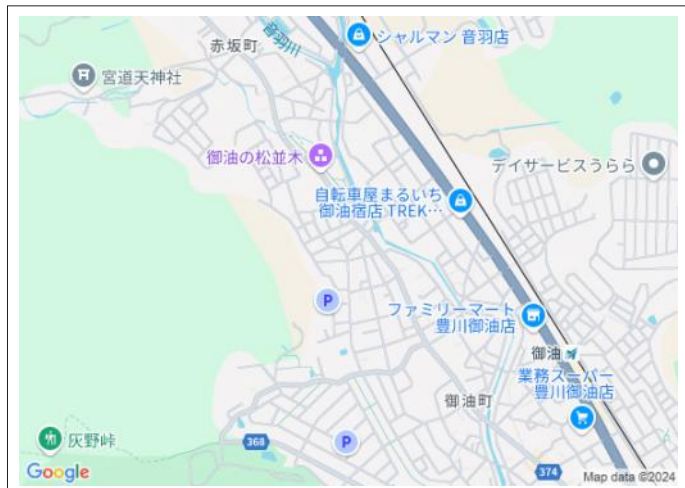 シャルマン 音羽店
赤坂町
音羽川
宮道天神社
御油の松並木
デイサービスうらら
自転車屋まるいち
御油宿店 TREK…
P
ファミリーマート
豊川御油店
御油
業務スーパー
豊川御油店
御油町
灰野峠
368
P
374
Google
Map data ©2024